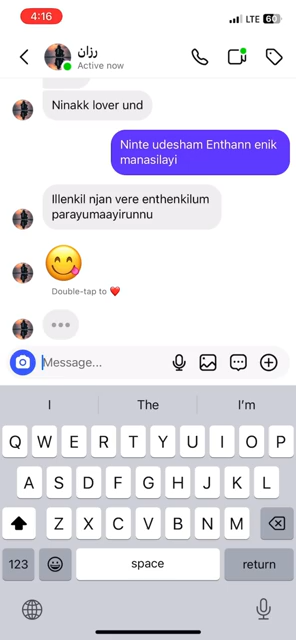 4:16
LTE 60
رزان
Active now
Ninakk lover und
Ninte udesham Enthann enik
manasilayi
Illenkil njan vere enthenkilum
parayumaayirunnu
Double-tap to ❤️
Message...
I The I'm
Q W E R T Y U I O P
A S D F G H J K L
Z X C V B N M
123 space return